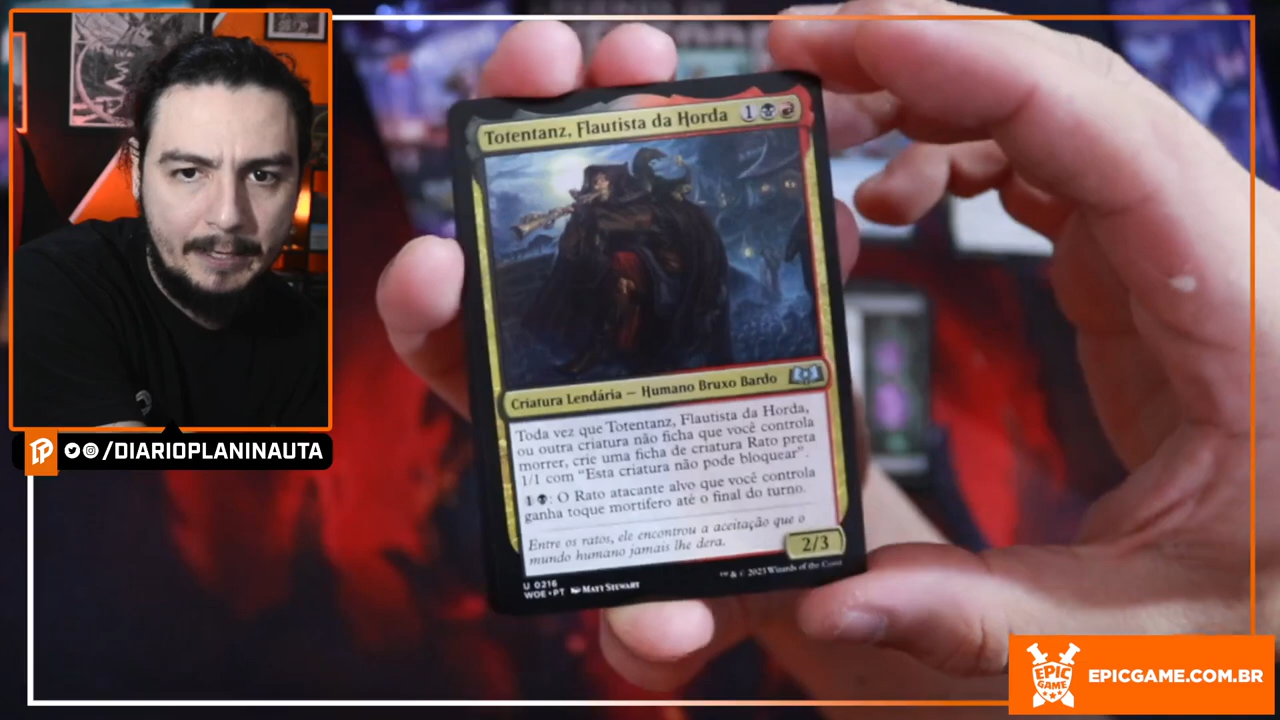 Totentanz, Flautista da Horda 1
Criatura Lendária — Humano Bruxo Bardo
Toda vez que Totentanz, Flautista da Horda,
ou outra criatura não ficha que você controla
morrer, crie uma ficha de criatura Rato preta
1/1 com “Esta criatura não pode bloquear”.
1 : O Rato atacante alvo que você controla
ganha toque mortífero até o final do turno.
Entre os ratos, ele encontrou a aceitação que o
mundo humano jamais lhe dera.
2/3
U 0216
WOE • PT Matt Stewart
™ & © 2023 Wizards of the Coast
/DIARIOPLANINAUTA
EPIC
GAME
EPICGAME.COM.BR